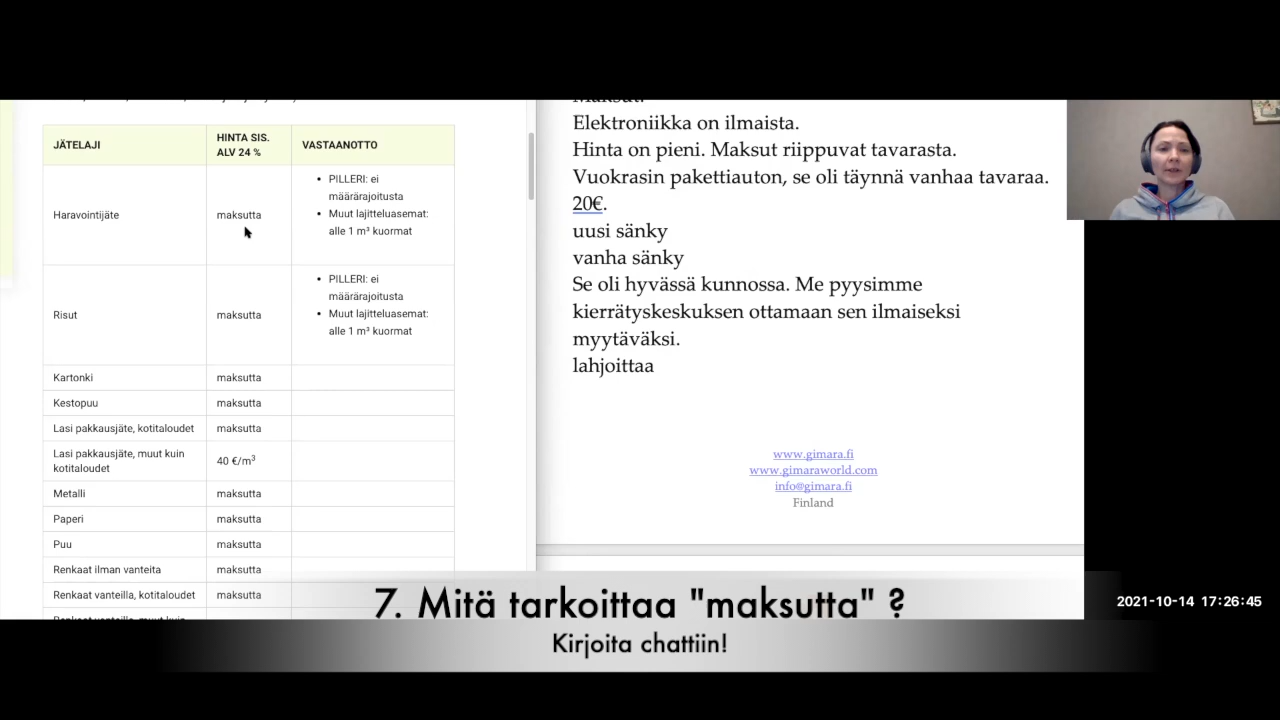 JÄTELAJI
HINTA SIS.
ALV 24 %
VASTAANOTTO
Haravointijäte
maksutta
• PILLERI: ei
määrärajoitusta
• Muut lajitteluasemat:
alle 1 m³ kuormat
Risut
maksutta
• PILLERI: ei
määrärajoitusta
• Muut lajitteluasemat:
alle 1 m³ kuormat
Kartonki maksutta
Kestopuu maksutta
Lasi pakkausjäte, kotitaloudet maksutta
Lasi pakkausjäte, muut kuin
kotitaloudet
40 €/m³
Metalli maksutta
Paperi maksutta
Puu maksutta
Renkaat ilman vanteita maksutta
Renkaat vanteilla, kotitaloudet maksutta
Maksut:
Elektroniikka on ilmaista.
Hinta on pieni. Maksut riippuvat tavarasta.
Vuokrasin pakettiauton, se oli täynnä vanhaa tavaraa.
20€.
uusi sänky
vanha sänky
Se oli hyvässä kunnossa. Me pyysimme
kierrätyskeskuksen ottamaan sen ilmaiseksi
myytäväksi.
lahjoittaa
www.gimara.fi
www.gimaraworld.com
info@gimara.fi
Finland
7. Mitä tarkoittaa "maksutta" ?
Kirjoita chattiin!
2021-10-14 17:26:45